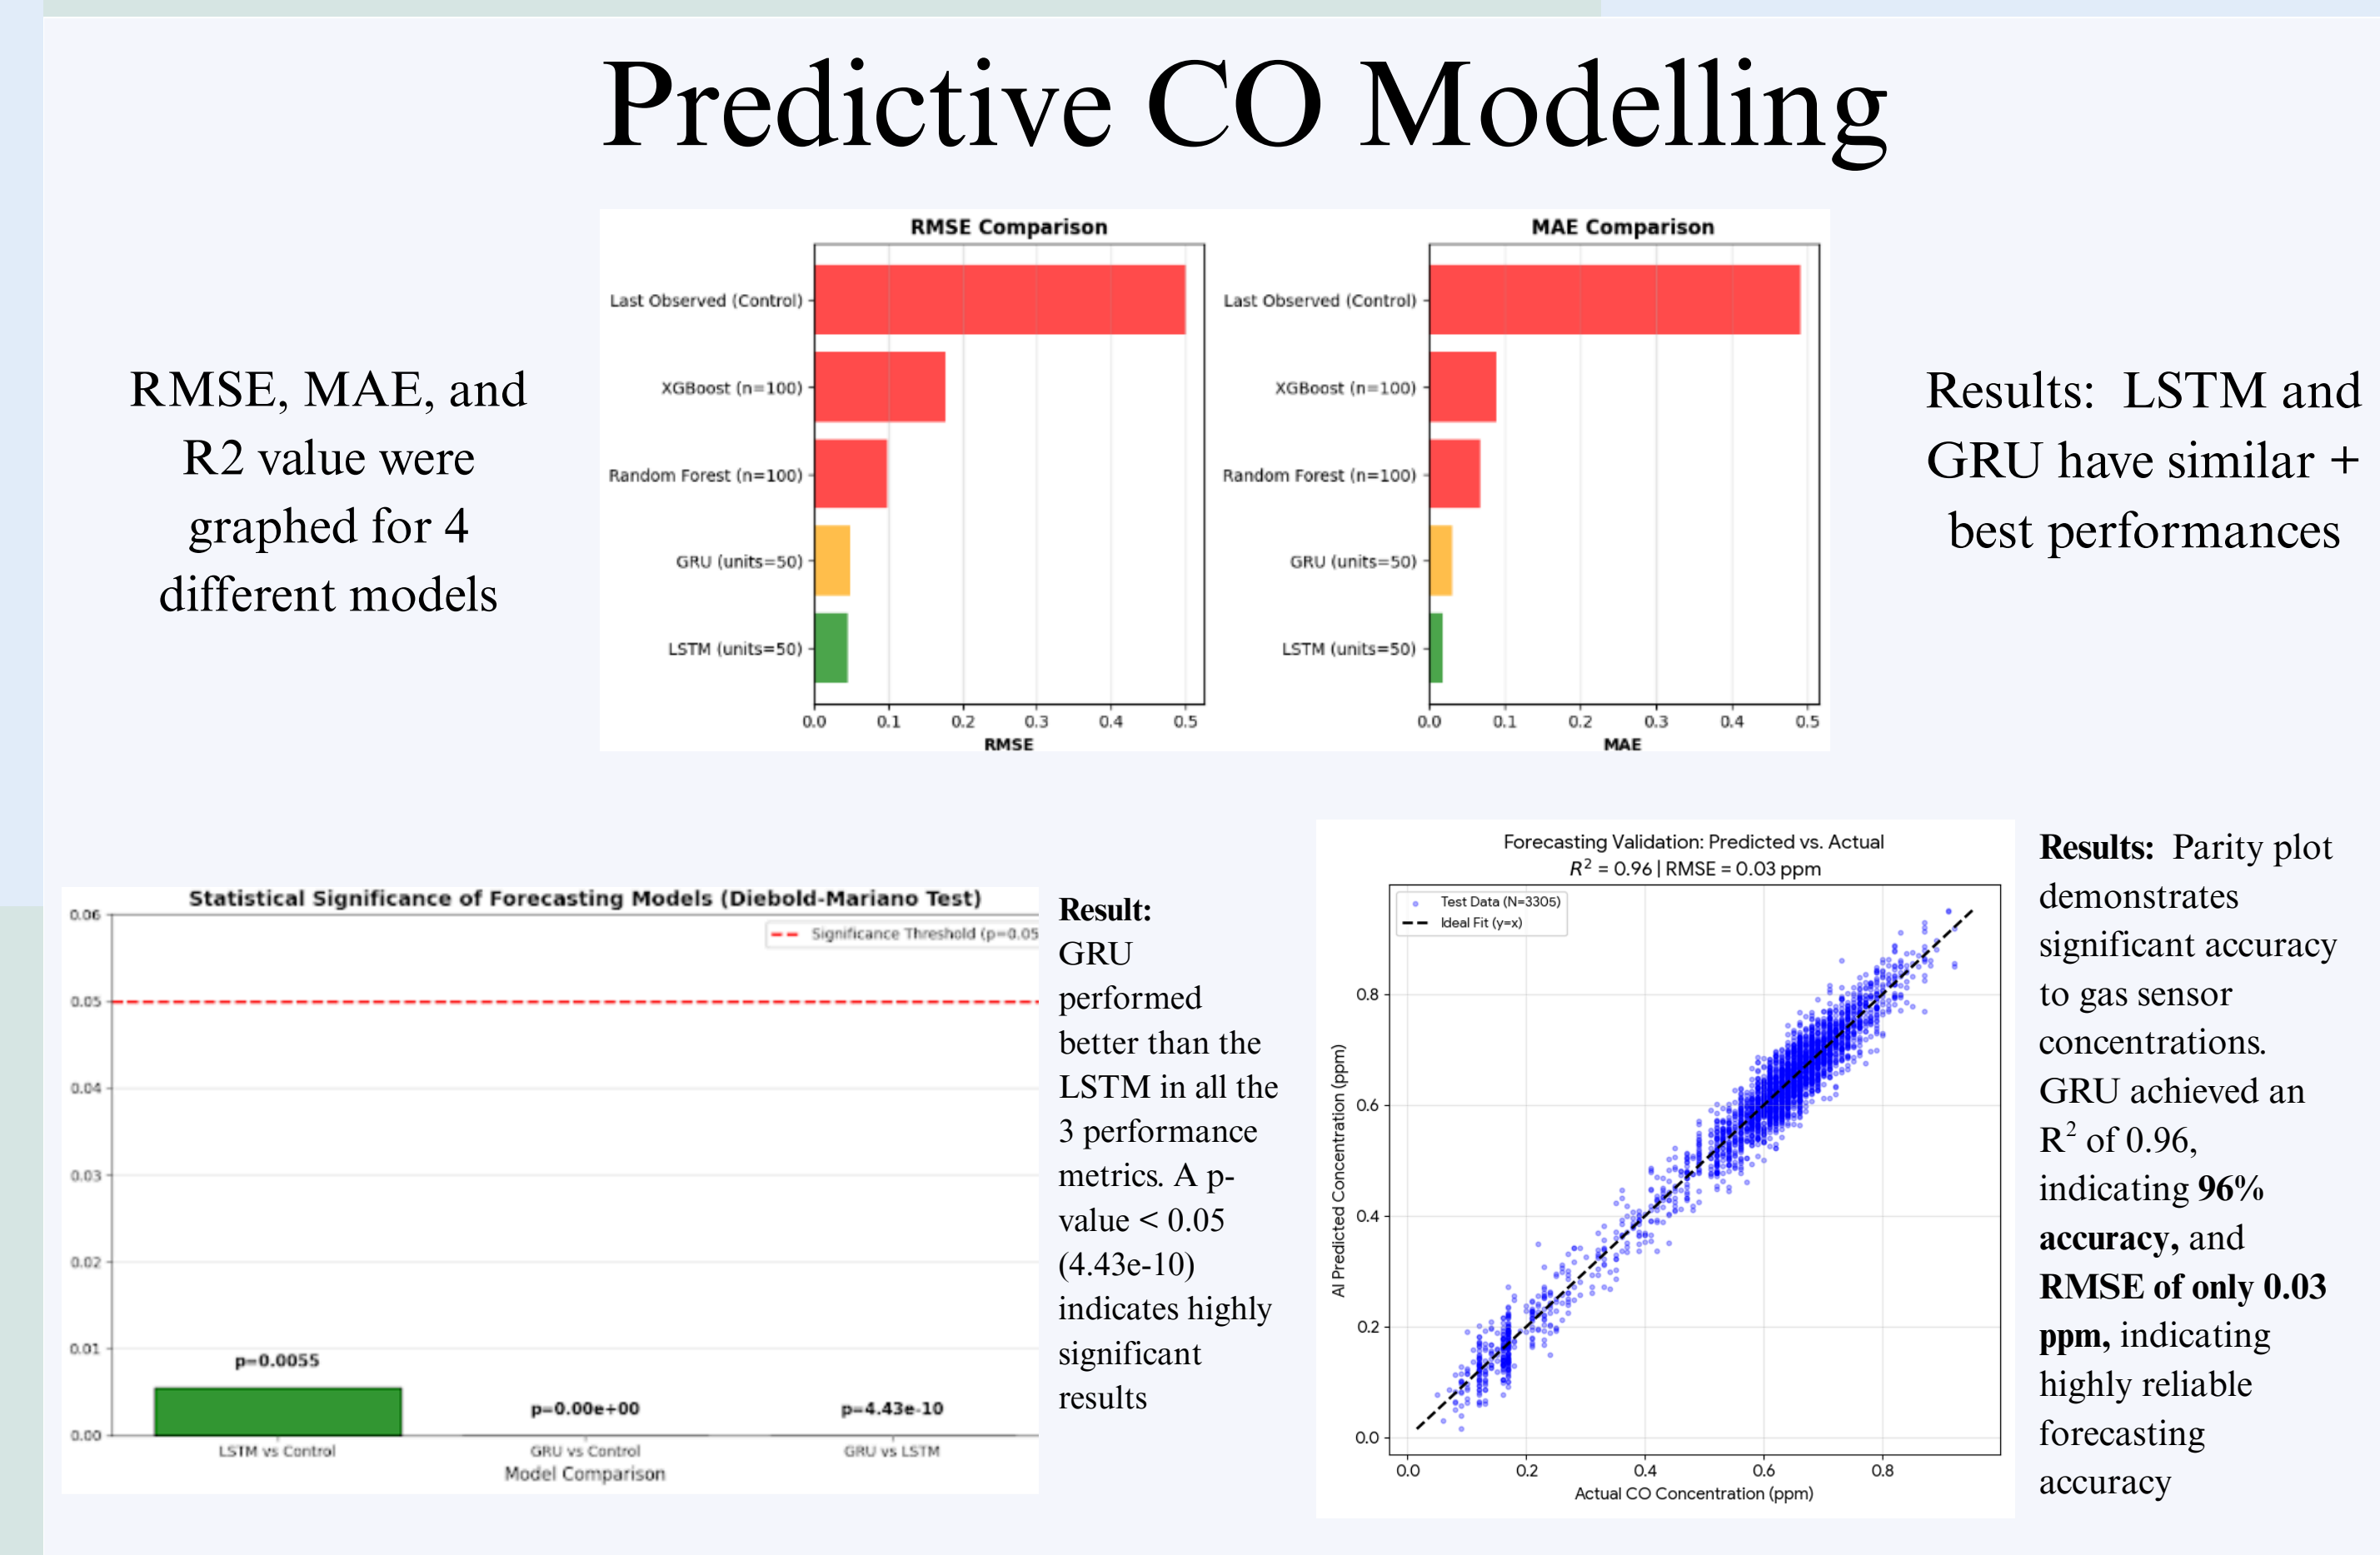 Predictive CO Modelling
RMSE, MAE, and
R2 value were
graphed for 4
different models
RMSE Comparison
Last Observed (Control)
XGBoost (n=100)
Random Forest (n=100)
GRU (units=50)
LSTM (units=50)
0.0 0.1 0.2 0.3 0.4 0.5
RMSE
MAE Comparison
Last Observed (Control)
XGBoost (n=100)
Random Forest (n=100)
GRU (units=50)
LSTM (units=50)
0.0 0.1 0.2 0.3 0.4 0.5
MAE
Results:  LSTM and
GRU have similar +
best performances
Statistical Significance of Forecasting Models (Diebold-Mariano Test)
Significance Threshold (p=0.05
0.06
0.05
0.04
0.03
0.02
0.01
0.00
p=0.0055
p=0.00e+00
p=4.43e-10
LSTM vs Control
GRU vs Control
GRU vs LSTM
Model Comparison
Result:
GRU
performed
better than the
LSTM in all the
3 performance
metrics. A p-
value < 0.05
(4.43e-10)
indicates highly
significant
results
Forecasting Validation: Predicted vs. Actual
R² = 0.96 | RMSE = 0.03 ppm
Test Data (N=3305)
Ideal Fit (y=x)
AI Predicted Concentration (ppm)
0.8
0.6
0.4
0.2
0.0
0.0 0.2 0.4 0.6 0.8
Actual CO Concentration (ppm)
Results:  Parity plot
demonstrates
significant accuracy
to gas sensor
concentrations.
GRU achieved an
R² of 0.96,
indicating 96%
accuracy, and
RMSE of only 0.03
ppm, indicating
highly reliable
forecasting
accuracy